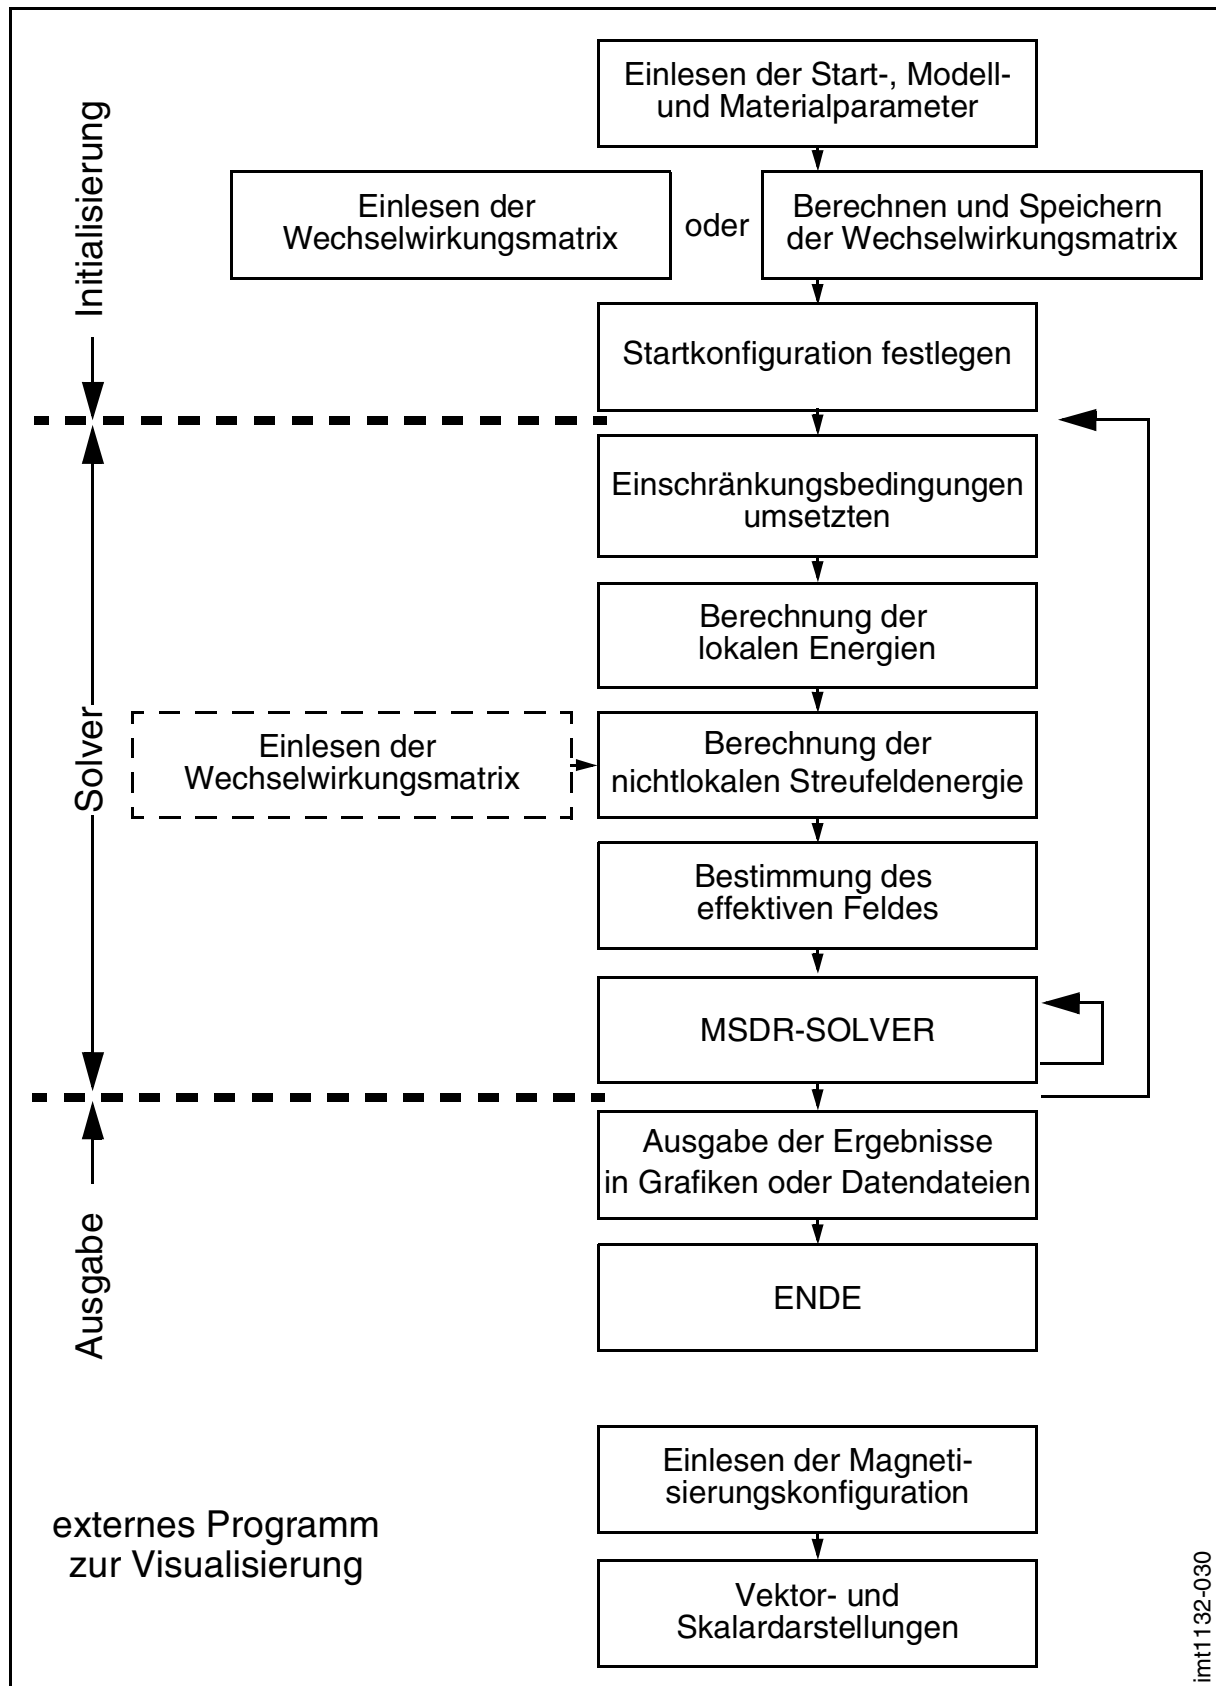 Einlesen der Start-, Modell-
und Materialparameter
Initialisierung
Einlesen der
Wechselwirkungsmatrix
oder
Berechnen und Speichern
der Wechselwirkungsmatrix
Startkonfiguration festlegen
Einschränkungsbedingungen
umsetzten
Berechnung der
lokalen Energien
Solver
Einlesen der
Wechselwirkungsmatrix
Berechnung der
nichtlokalen Streufeldenergie
Bestimmung des
effektiven Feldes
MSDR-SOLVER
Ausgabe der Ergebnisse
in Grafiken oder Datendateien
Ausgabe
ENDE
Einlesen der Magneti-
sierungskonfiguration
externes Programm
zur Visualisierung
Vektor- und
Skalardarstellungen
imt1132-030